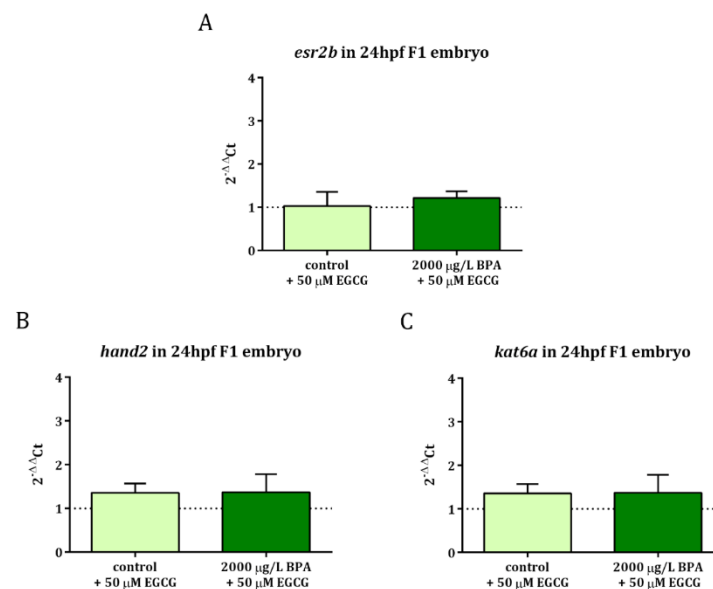 A
esr2b in 24hpf F1 embryo
4
3
2
1
0
2^-ΔΔCt
control
+ 50 μM EGCG
2000 μg/L BPA
+ 50 μM EGCG
B
hand2 in 24hpf F1 embryo
4
3
2
1
0
2^-ΔΔCt
control
+ 50 μM EGCG
2000 μg/L BPA
+ 50 μM EGCG
C
kat6a in 24hpf F1 embryo
4
3
2
1
0
2^-ΔΔCt
control
+ 50 μM EGCG
2000 μg/L BPA
+ 50 μM EGCG